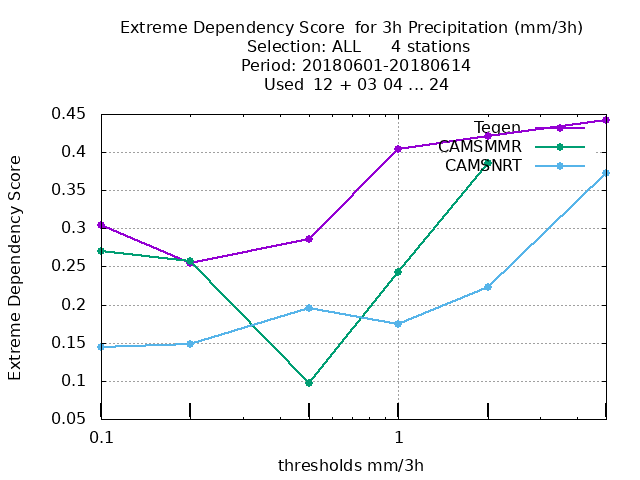 Extreme Dependency Score  for 3h Precipitation (mm/3h)
Selection: ALL      4 stations
Period: 20180601-20180614
Used  12 + 03 04 ... 24
0.45
0.4
0.35
0.3
0.25
0.2
0.15
0.1
0.05
Extreme Dependency Score
Tegen
CAMSMMR
CAMSNRT
0.1
1
thresholds mm/3h